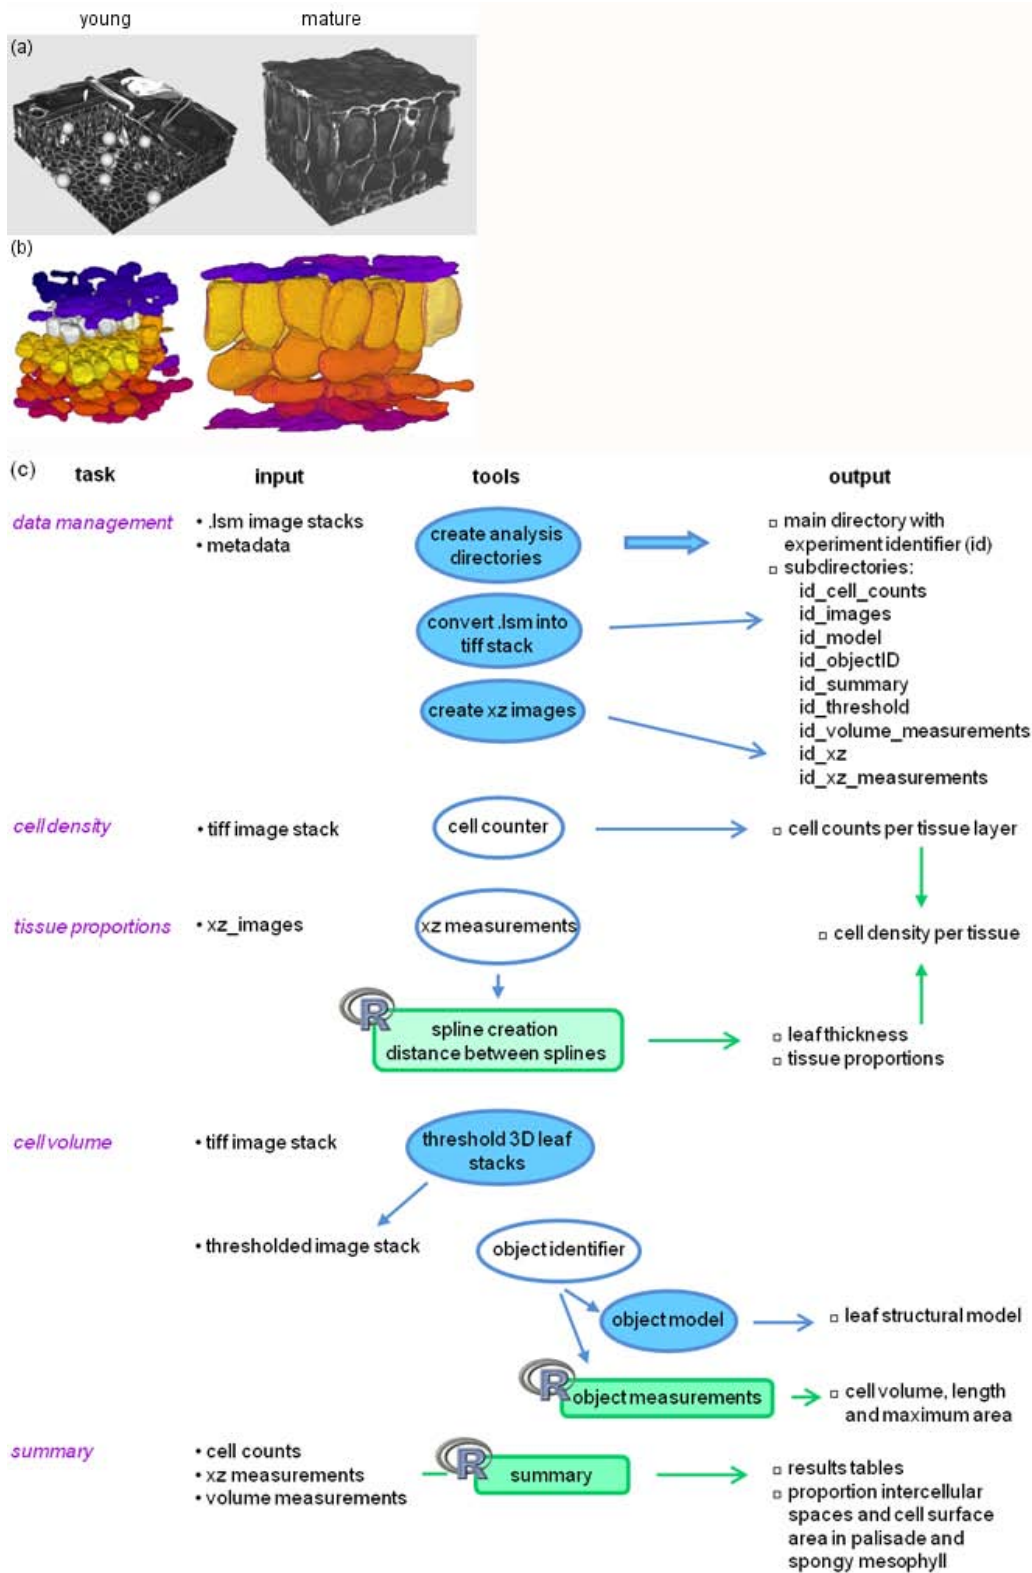 young mature
(a)
(b)
(c) task input tools output
data management
• .lsm image stacks
• metadata
create analysis
directories
convert .lsm into
tiff stack
create xz images
□ main directory with
experiment identifier (id)
□ subdirectories:
id_cell_counts
id_images
id_model
id_objectID
id_summary
id_threshold
id_volume_measurements
id_xz
id_xz_measurements
cell density
• tiff image stack
cell counter
□ cell counts per tissue layer
□ cell density per tissue
tissue proportions
• xz_images
xz measurements
R
spline creation
distance between splines
□ leaf thickness
□ tissue proportions
cell volume
• tiff image stack
threshold 3D leaf
stacks
• thresholded image stack
object identifier
object model
□ leaf structural model
R
object measurements
□ cell volume, length
and maximum area
summary
• cell counts
• xz measurements
• volume measurements
R
summary
□ results tables
□ proportion intercellular
spaces and cell surface
area in palisade and
spongy mesophyll